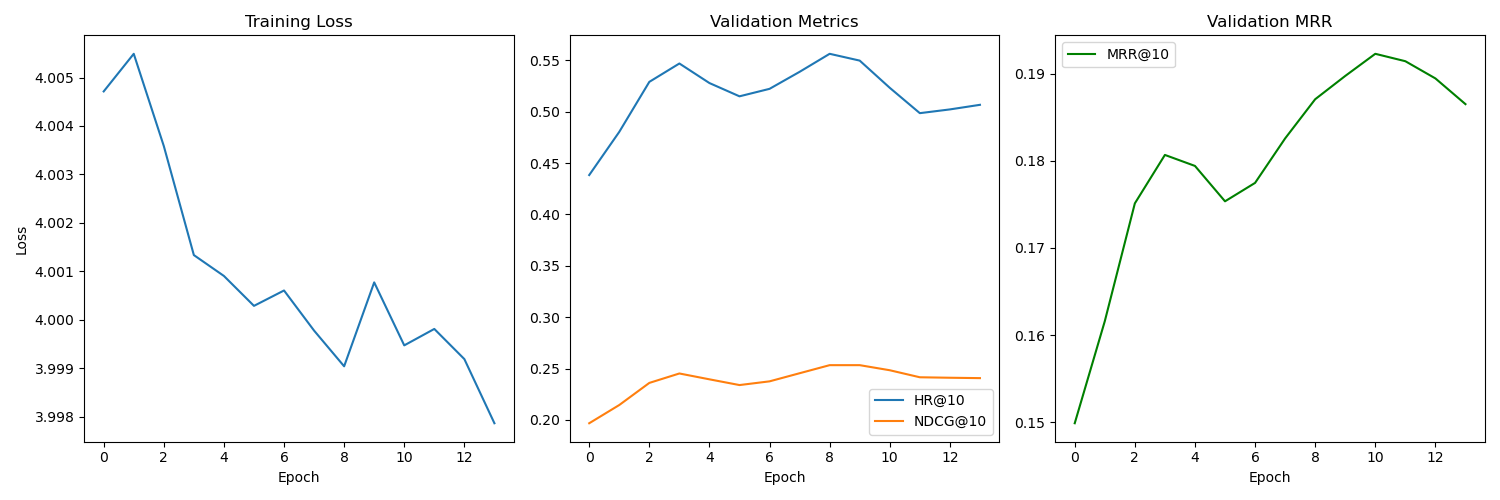 Training Loss
Loss
4.005
4.004
4.003
4.002
4.001
4.000
3.999
3.998
0 2 4 6 8 10 12
Epoch
Validation Metrics
0.55
0.50
0.45
0.40
0.35
0.30
0.25
0.20
HR@10
NDCG@10
0 2 4 6 8 10 12
Epoch
Validation MRR
MRR@10
0.19
0.18
0.17
0.16
0.15
0 2 4 6 8 10 12
Epoch